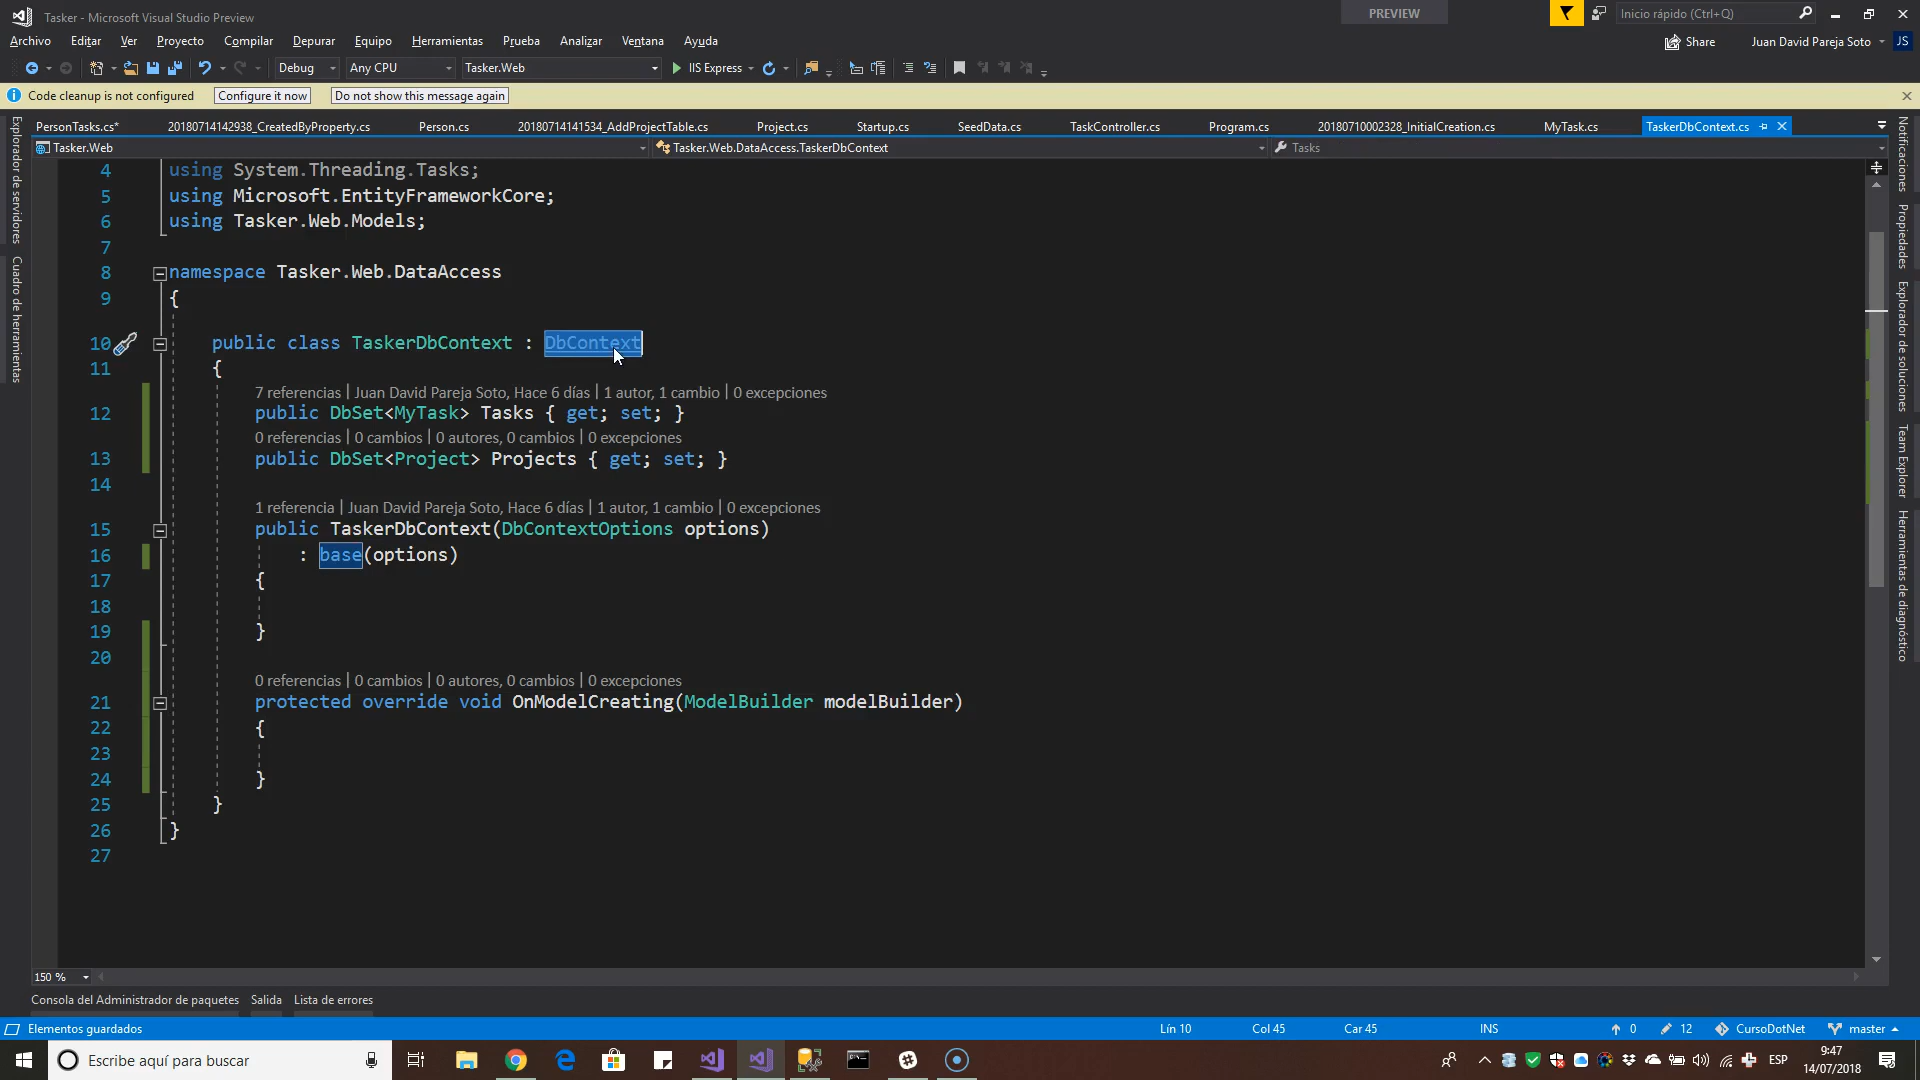 Tasker - Microsoft Visual Studio Preview
PREVIEW
Inicio rápido (Ctrl+Q)
Archivo Editar Ver Proyecto Compilar Depurar Equipo Herramientas Prueba Analizar Ventana Ayuda
Share Juan David Pareja Soto JS
Debug Any CPU Tasker.Web IIS Express
Code cleanup is not configured Configure it now Do not show this message again
PersonTasks.cs* 20180714142938_CreatedByProperty.cs Person.cs 20180714141534_AddProjectTable.cs Project.cs Startup.cs SeedData.cs TaskController.cs Program.cs 20180710002328_InitialCreation.cs MyTask.cs TaskerDbContext.cs
Tasker.Web Tasker.Web.DataAccess.TaskerDbContext Tasks
Explorador de servidores
Cuadro de herramientas
4 using System.Threading.Tasks;
5 using Microsoft.EntityFrameworkCore;
6 using Tasker.Web.Models;
7
8 namespace Tasker.Web.DataAccess
9 {
10 public class TaskerDbContext : DbContext
11 {
7 referencias | Juan David Pareja Soto, Hace 6 días | 1 autor, 1 cambio | 0 excepciones
12 public DbSet<MyTask> Tasks { get; set; }
0 referencias | 0 cambios | 0 autores, 0 cambios | 0 excepciones
13 public DbSet<Project> Projects { get; set; }
14
1 referencia | Juan David Pareja Soto, Hace 6 días | 1 autor, 1 cambio | 0 excepciones
15 public TaskerDbContext(DbContextOptions options)
16 : base(options)
17 {
18
19 }
20
0 referencias | 0 cambios | 0 autores, 0 cambios | 0 excepciones
21 protected override void OnModelCreating(ModelBuilder modelBuilder)
22 {
23
24 }
25 }
26 }
27
Notificaciones
Propiedades
Explorador de soluciones
Team Explorer
Herramientas de diagnóstico
150 %
Consola del Administrador de paquetes Salida Lista de errores
Elementos guardados Lín 10 Col 45 Car 45 INS 0 12 CursoDotNet master
Escribe aquí para buscar
ESP
9:47
14/07/2018